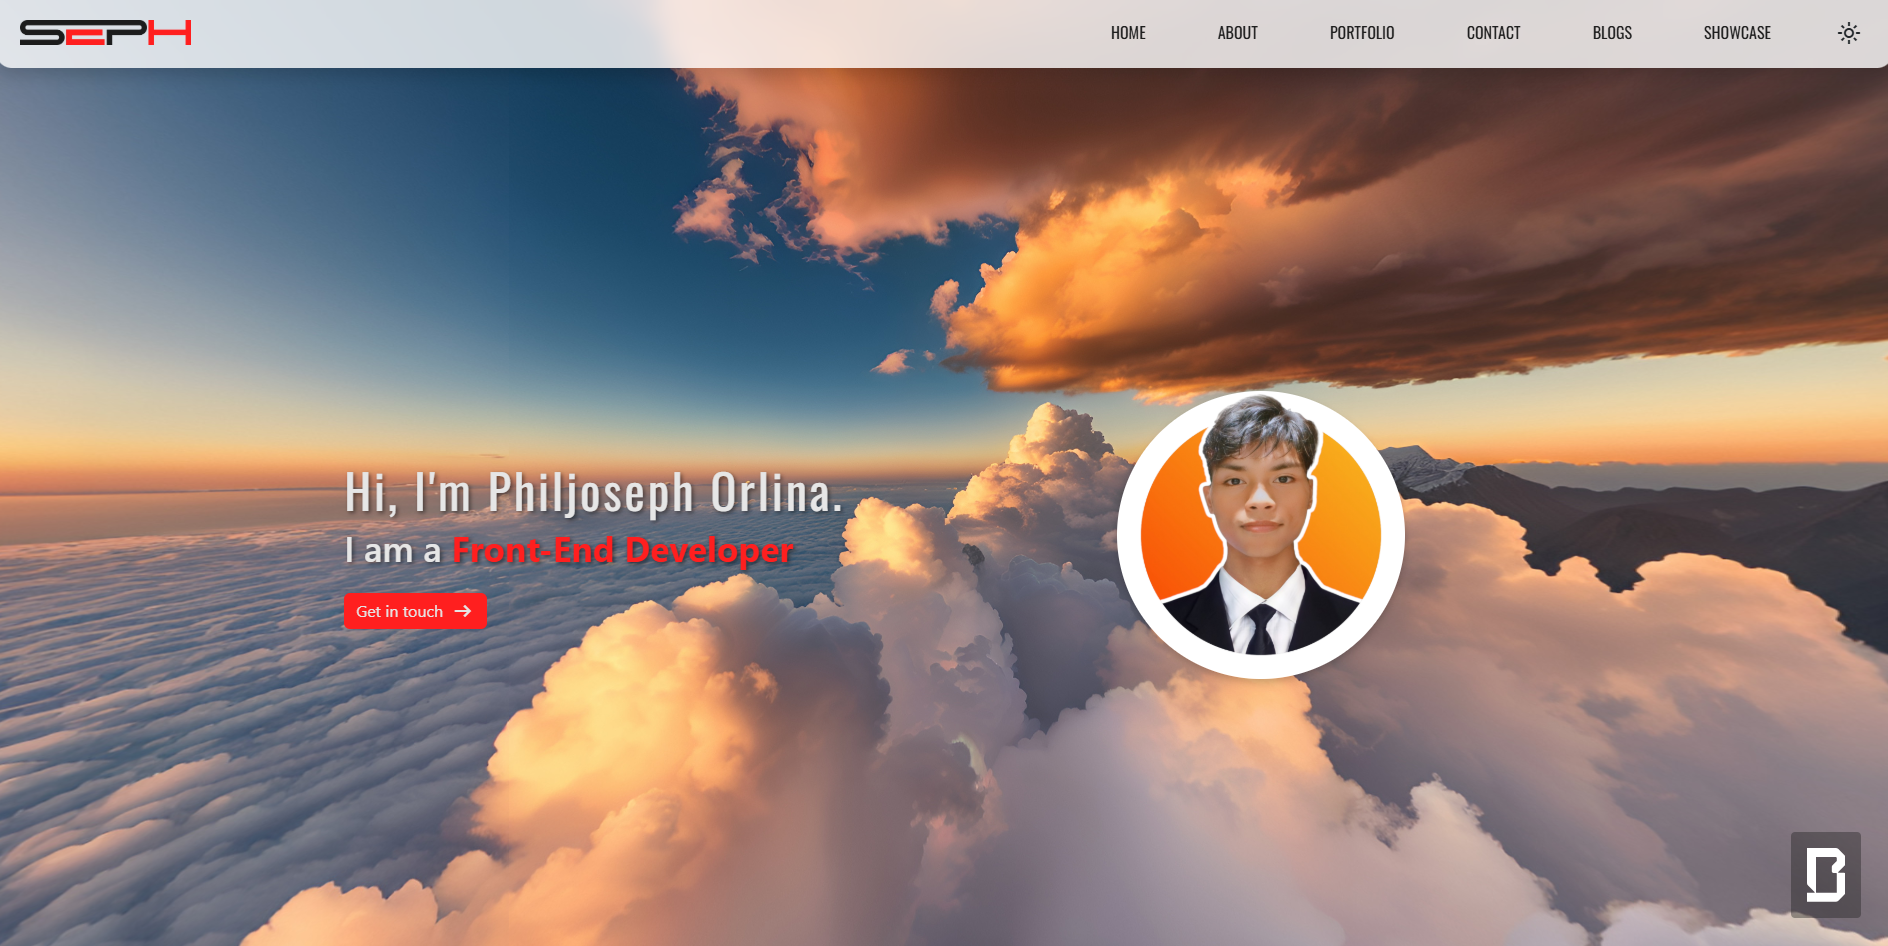 SEPH
HOME ABOUT PORTFOLIO CONTACT BLOGS SHOWCASE
Hi, I'm Philjoseph Orlina.
I am a Front-End Developer
Get in touch →
B